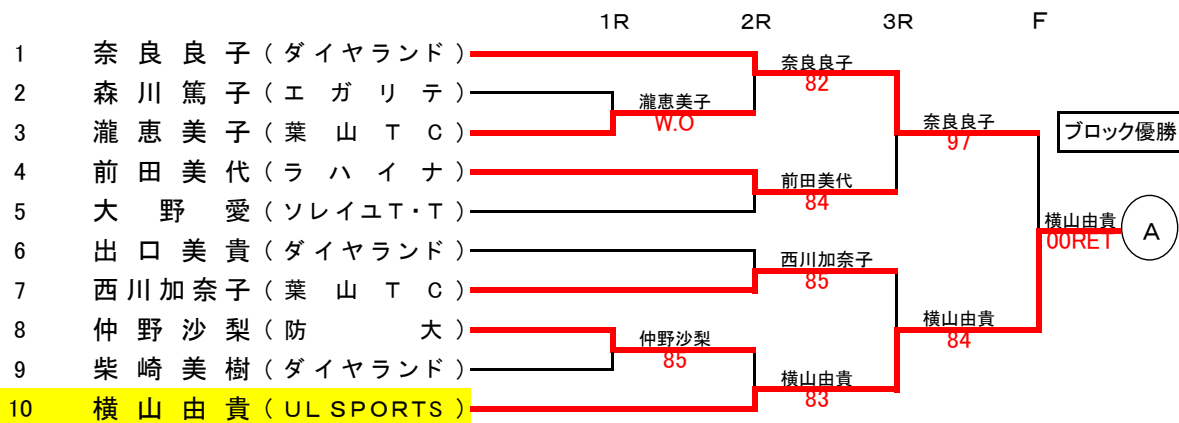 1R 2R 3R F
1 奈良良子(ダイヤランド)
奈良良子
82
2 森川篤子(エガリテ)
瀧恵美子
W.O
3 瀧恵美子(葉山TC)
奈良良子
97
ブロック優勝
4 前田美代(ラハイナ)
前田美代
84
5 大野愛(ソレイユT・T)
横山由貴
00RET
A
6 出口美貴(ダイヤランド)
西川加奈子
85
7 西川加奈子(葉山TC)
横山由貴
84
8 仲野沙梨(防大)
仲野沙梨
85
9 柴崎美樹(ダイヤランド)
横山由貴
83
10 横山由貴(UL SPORTS)